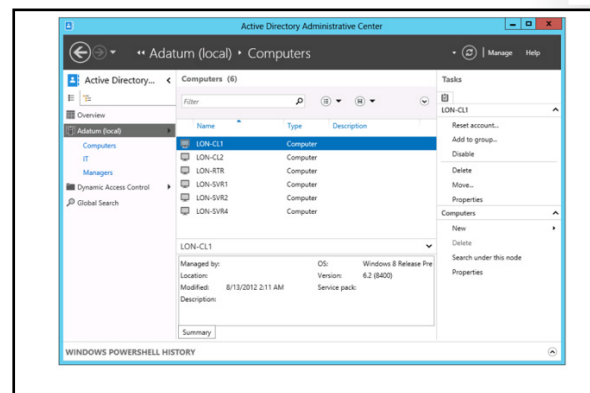 Active Directory Administrative Center
Adatum (local) • Computers
Manage Help
Active Directory...
Overview
Adatum (local)
Computers
IT
Managers
Dynamic Access Control
Global Search
Computers (6)
Filter
Name Type Description
LON-CL1 Computer
LON-CL2 Computer
LON-RTR Computer
LON-SVR1 Computer
LON-SVR2 Computer
LON-SVR4 Computer
LON-CL1
Managed by: OS: Windows 8 Release Pre
Location: Version: 6.2 (8400)
Modified: 8/13/2012 2:11 AM Service pack:
Description:
Summary
Tasks
LON-CL1
Reset account...
Add to group...
Disable
Delete
Move...
Properties
Computers
New
Delete
Search under this node
Properties
WINDOWS POWERSHELL HISTORY